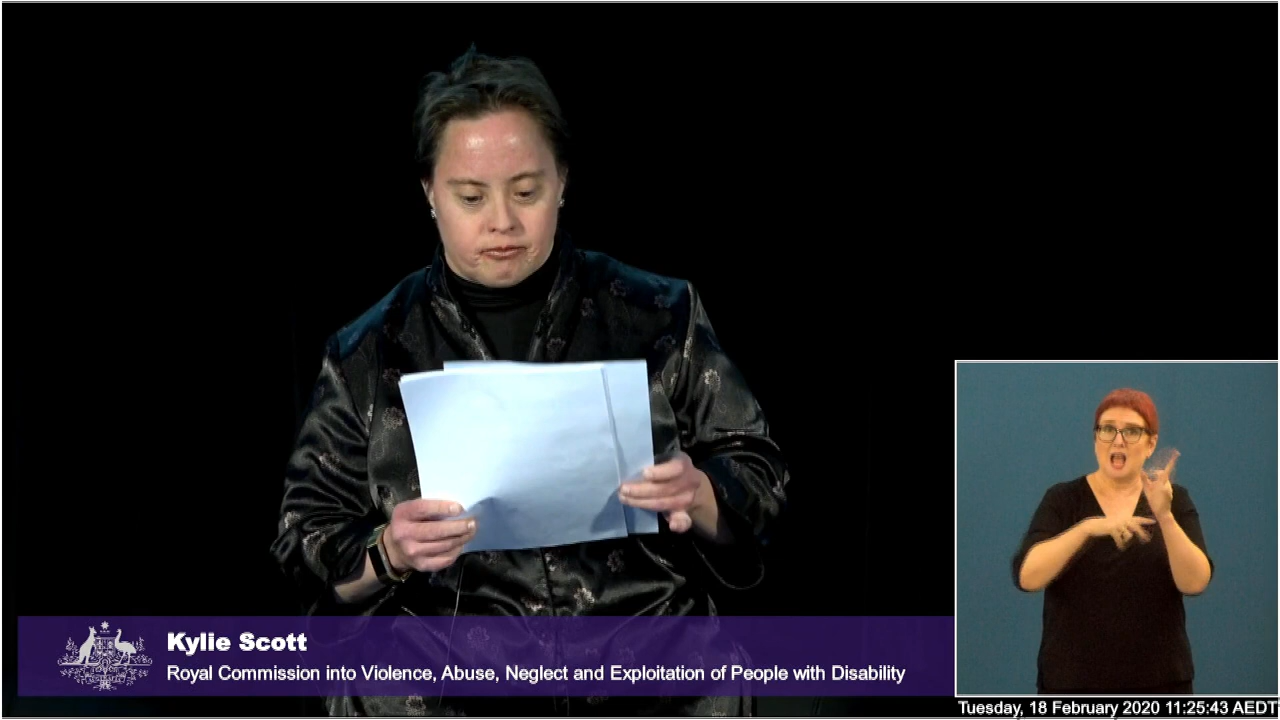 Kylie Scott
Royal Commission into Violence, Abuse, Neglect and Exploitation of People with Disability
Tuesday, 18 February 2020 11:25:43 AEDT